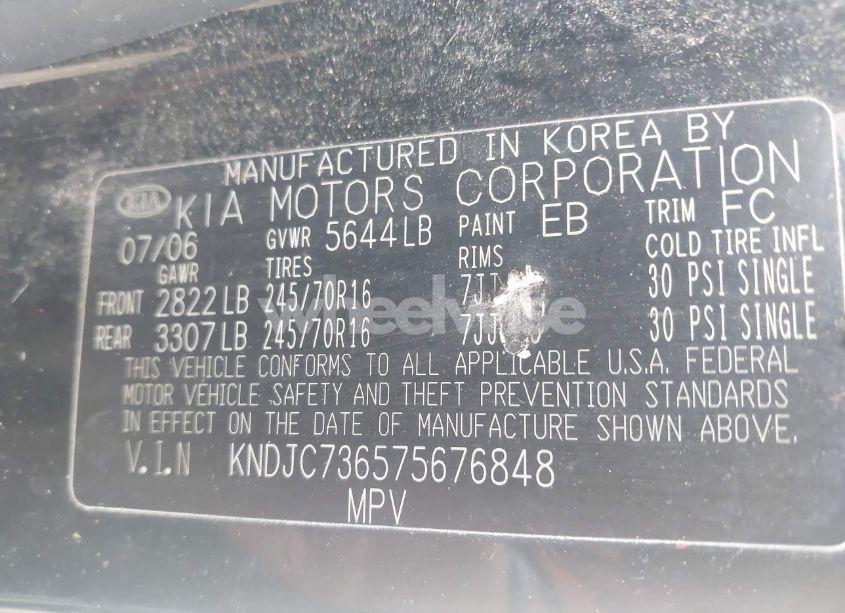 MANUFACTURED IN KOREA BY
KIA KIA MOTORS CORPORATION
07/06 GVWR 5644LB PAINT EB TRIM FC
GAWR TIRES RIMS COLD TIRE INFL
FRONT 2822LB 245/70R16 30 PSI SINGLE
REAR 3307LB 245/70R16 30 PSI SINGLE
THIS VEHICLE CONFORMS TO ALL APPLICABLE U.S.A. FEDERAL
MOTOR VEHICLE SAFETY AND THEFT PREVENTION STANDARDS
IN EFFECT ON THE DATE OF MANUFACTURE SHOWN ABOVE.
V.I.N KNDJC736575676848
MPV